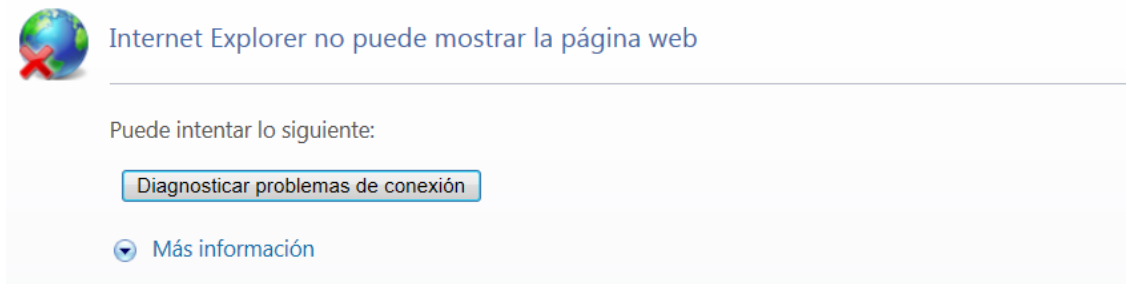 Internet Explorer no puede mostrar la página web
Puede intentar lo siguiente:
Diagnosticar problemas de conexión
Más información